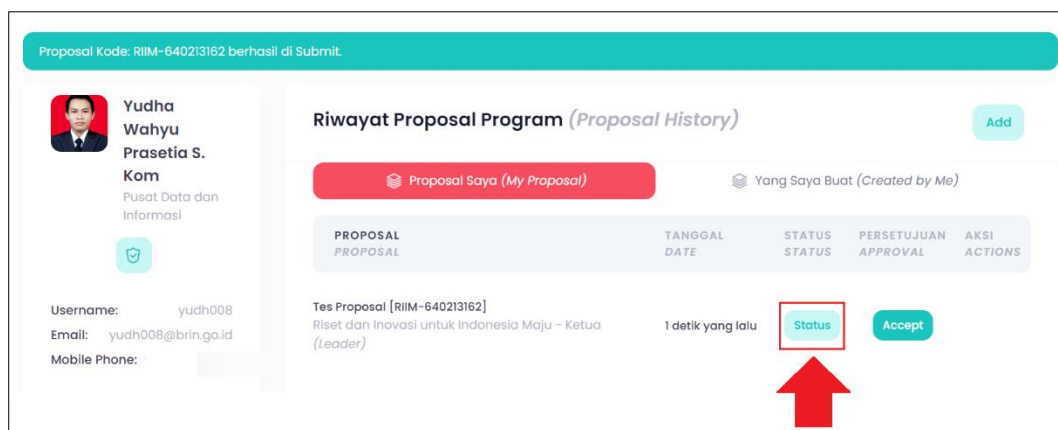 Proposal Kode: RIIM-640213162 berhasil di Submit.
Yudha
Wahyu
Prasetia S.
Kom
Pusat Data dan
Informasi
Username: yudh008
Email: yudh008@brin.go.id
Mobile Phone:
Riwayat Proposal Program (Proposal History)
Add
Proposal Saya (My Proposal)
Yang Saya Buat (Created by Me)
PROPOSAL TANGGAL STATUS PERSETUJUAN AKSI
PROPOSAL DATE STATUS APPROVAL ACTIONS
Tes Proposal [RIIM-640213162]
Riset dan Inovasi untuk Indonesia Maju - Ketua
(Leader)
1 detik yang lalu
Status
Accept